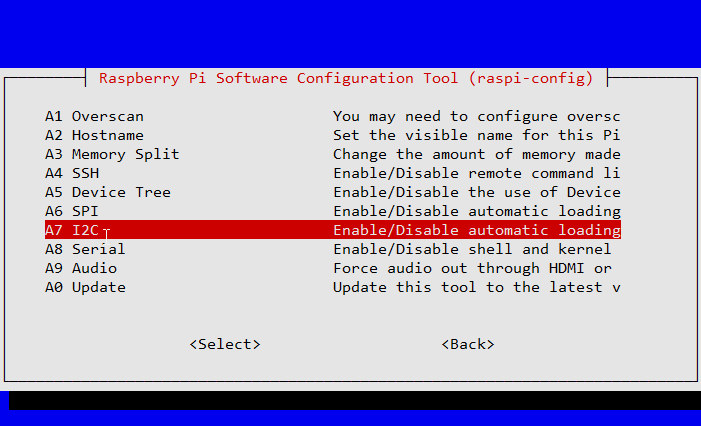 Raspberry Pi Software Configuration Tool (raspi-config)
A1 Overscan You may need to configure oversc
A2 Hostname Set the visible name for this Pi
A3 Memory Split Change the amount of memory made
A4 SSH Enable/Disable remote command li
A5 Device Tree Enable/Disable the use of Device
A6 SPI Enable/Disable automatic loading
A7 I2C Enable/Disable automatic loading
A8 Serial Enable/Disable shell and kernel
A9 Audio Force audio out through HDMI or
A0 Update Update this tool to the latest v
<Select> <Back>